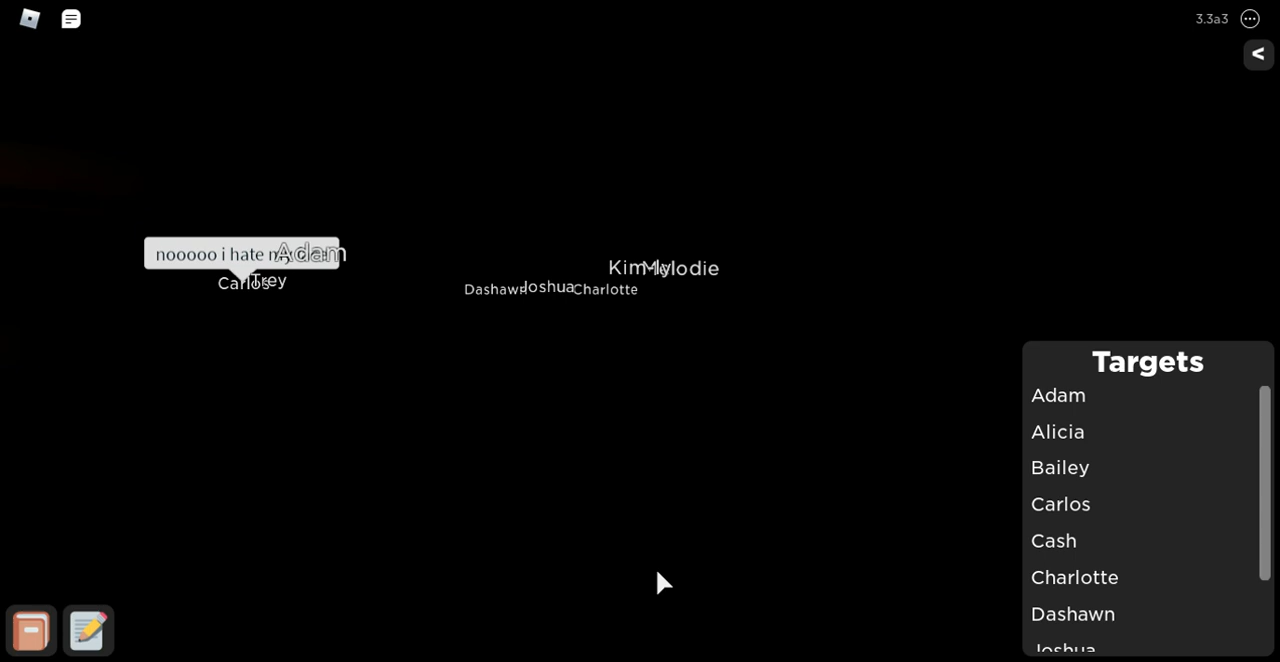 3.3a3
<
nooooo i hate
Adam
Carlos
Trey
Dashawn
Joshua
Charlotte
Melodie
Targets
Adam
Alicia
Bailey
Carlos
Cash
Charlotte
Dashawn
Joshua